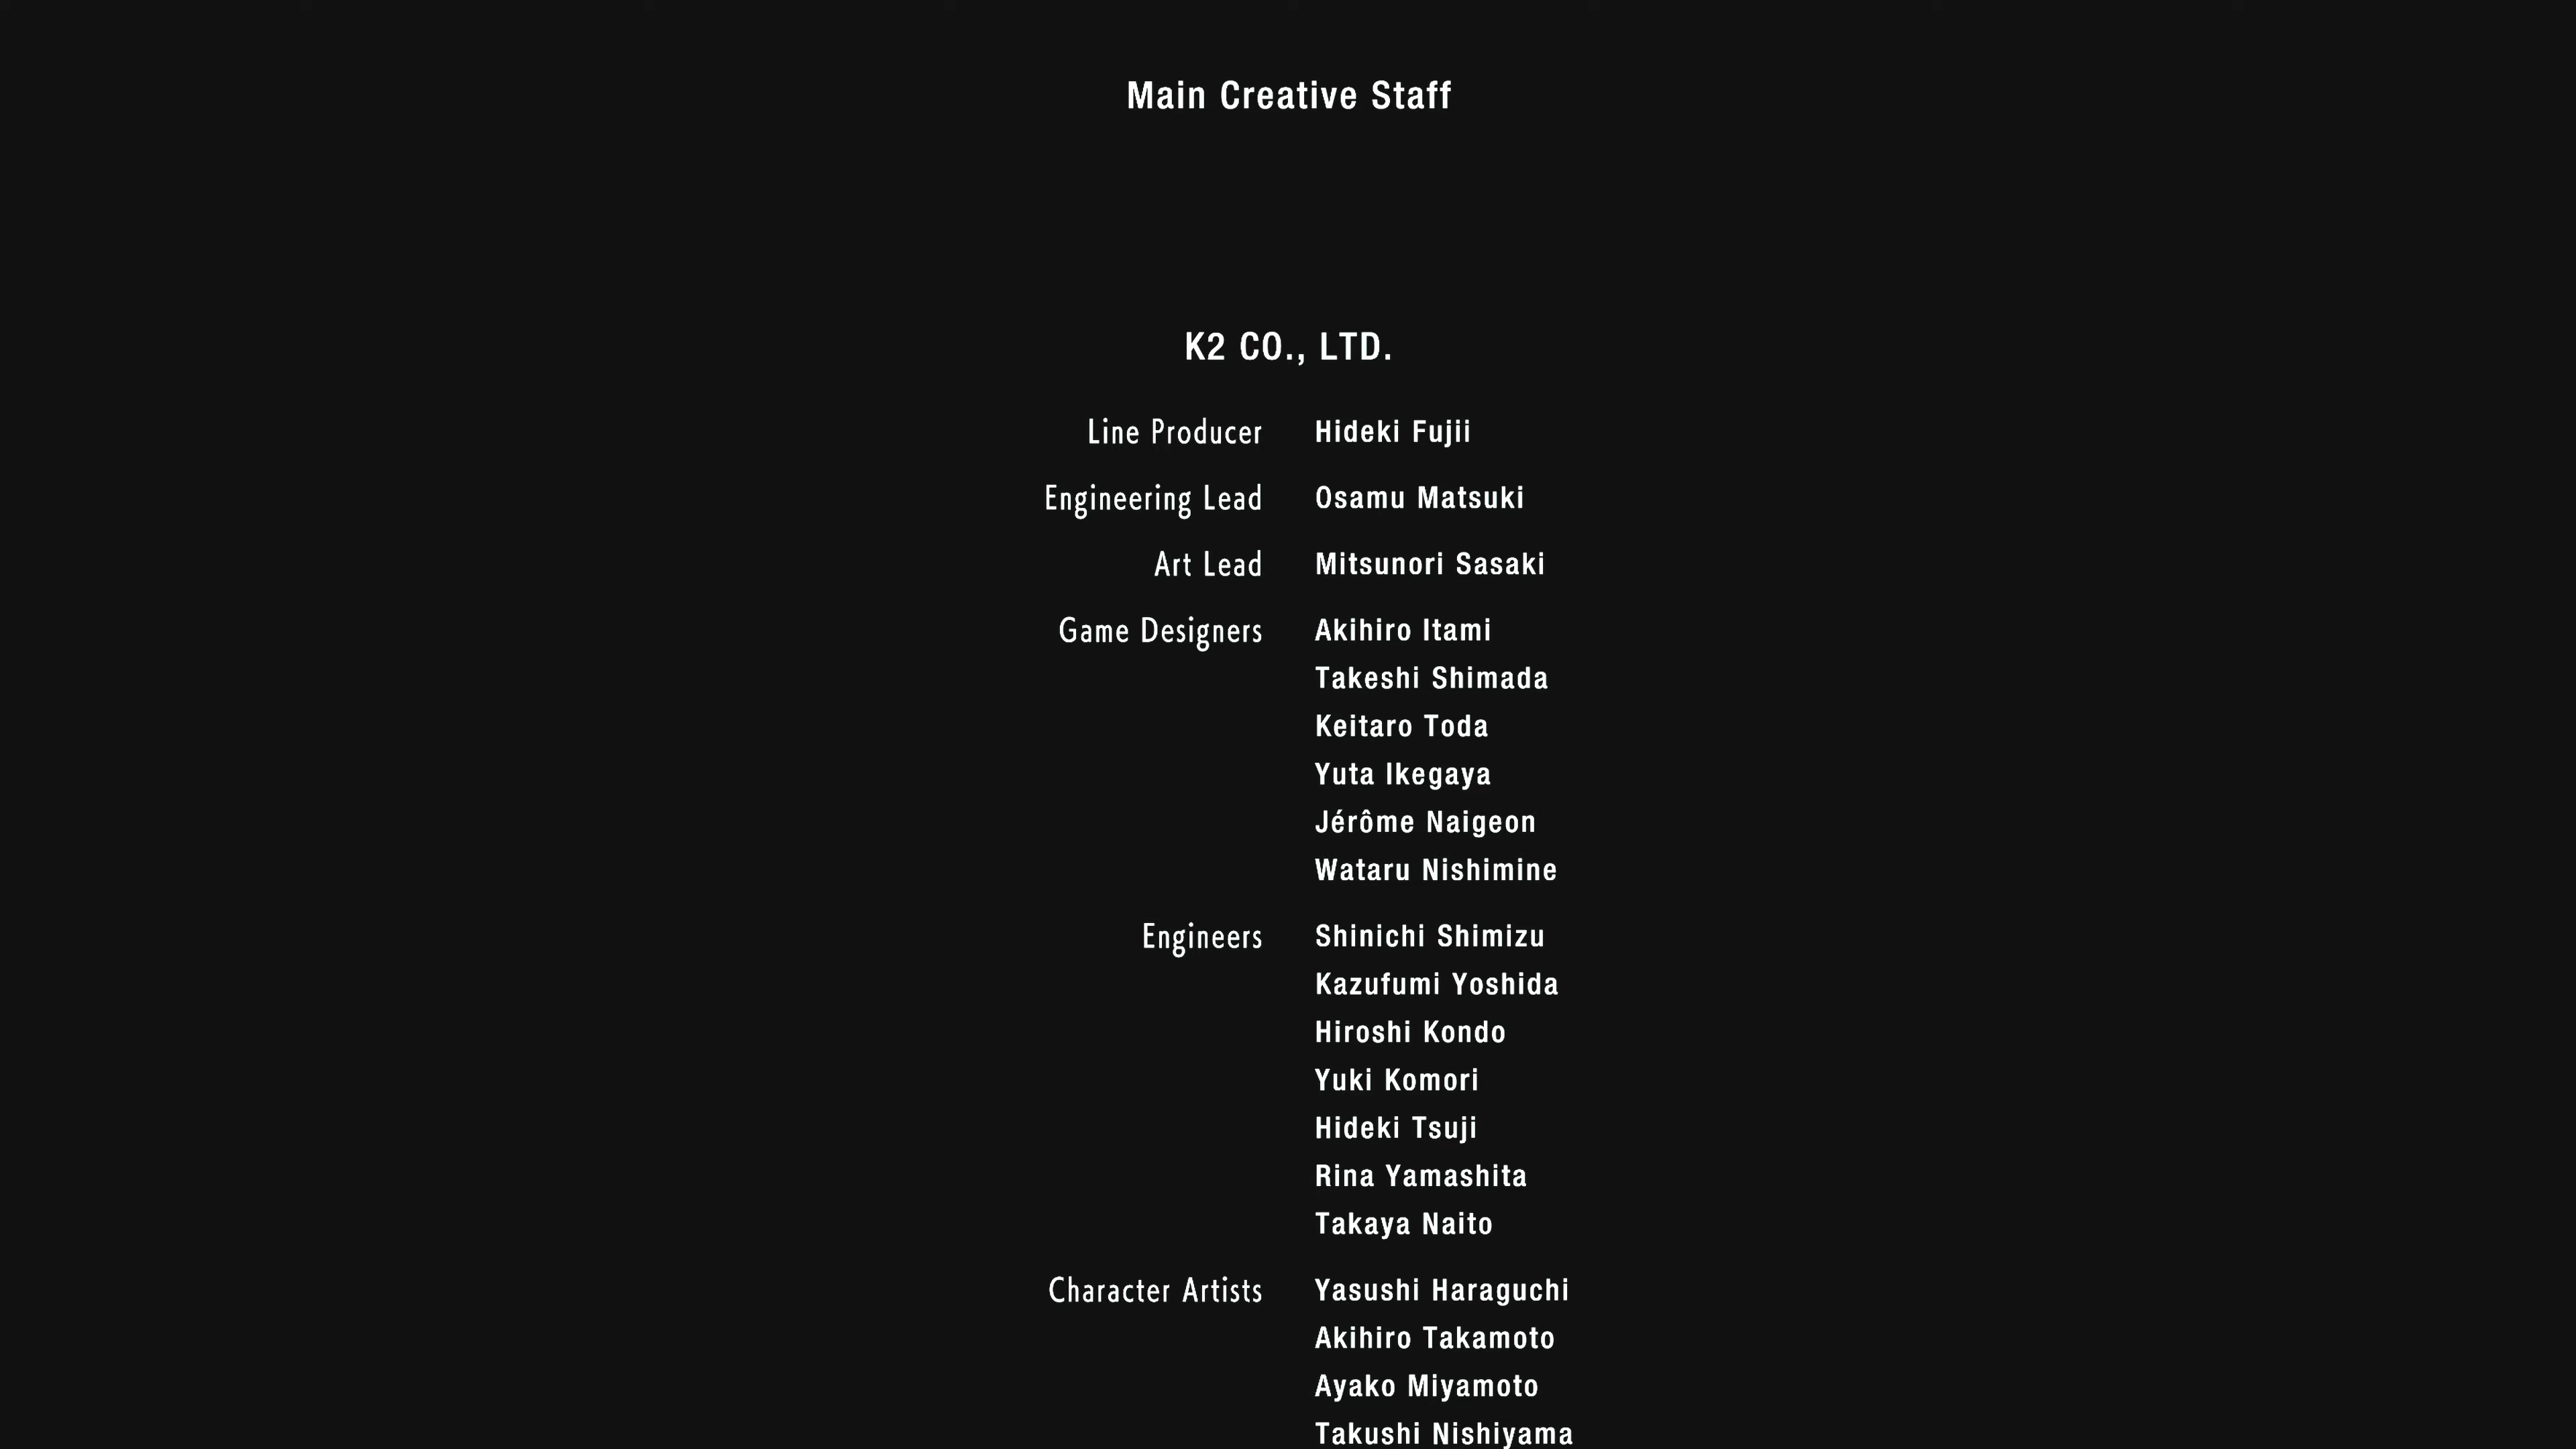 Main Creative Staff
K2 CO., LTD.
Line Producer Hideki Fujii
Engineering Lead Osamu Matsuki
Art Lead Mitsunori Sasaki
Game Designers Akihiro Itami
Takeshi Shimada
Keitaro Toda
Yuta Ikegaya
Jérôme Naigeon
Wataru Nishimine
Engineers Shinichi Shimizu
Kazufumi Yoshida
Hiroshi Kondo
Yuki Komori
Hideki Tsuji
Rina Yamashita
Takaya Naito
Character Artists Yasushi Haraguchi
Akihiro Takamoto
Ayako Miyamoto
Takushi Nishiyama